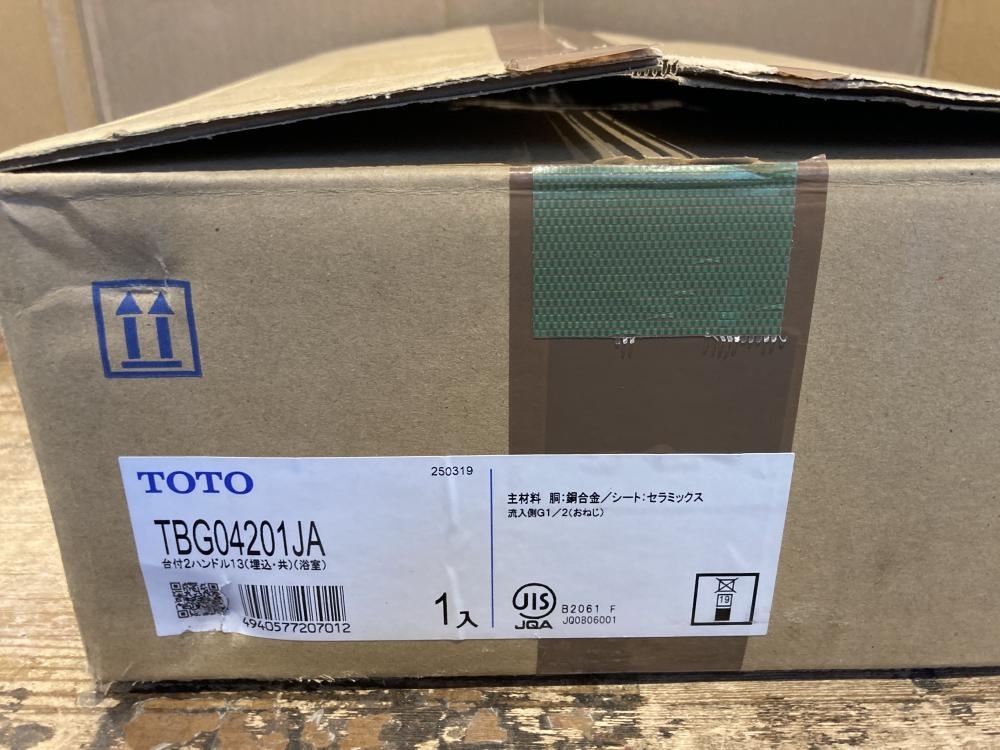 TOTO
250319
TBG04201JA
台付2ハンドル13(埋込・共)(浴室)
4940577207012
1入
主材料 胴:銅合金/シート:セラミックス
流入側G1/2(おねじ)
JIS
JQA
B2061 F
JQ0806001
19